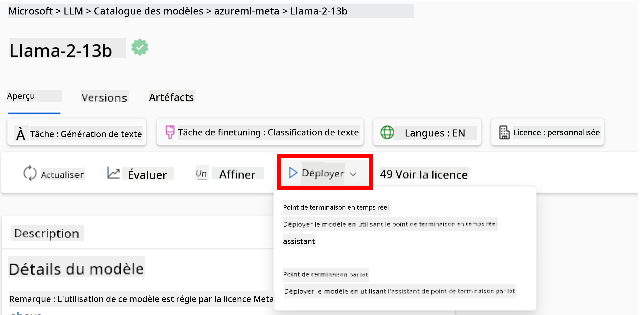 Microsoft > LLM > Catalogue des modèles > azureml-meta > Llama-2-13b
Llama-2-13b
Aperçu Versions Artéfacts
À Tâche : Génération de texte Tâche de finetuning : Classification de texte Langues : EN Licence : personnalisée
Actualiser Évaluer Un Affiner Déployer 49 Voir la licence
Point de terminaison en temps réel
Déployer le modèle en utilisant le point de terminaison en temps réel
assistant
Description
Détails du modèle
Point de terminaison par lot
Déployer le modèle en utilisant l'assistant de point de terminaison par lot
Remarque : L'utilisation de ce modèle est régie par la licence Meta